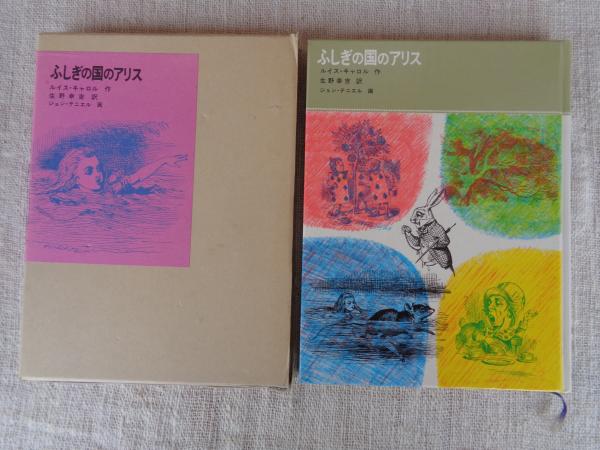 ふしぎの国のアリス
ルイス・キャロル 作
生野幸吉 訳
ジョン・テニエル 画
ふしぎの国のアリス
ルイス・キャロル 作
生野幸吉 訳
ジョン・テニエル 画